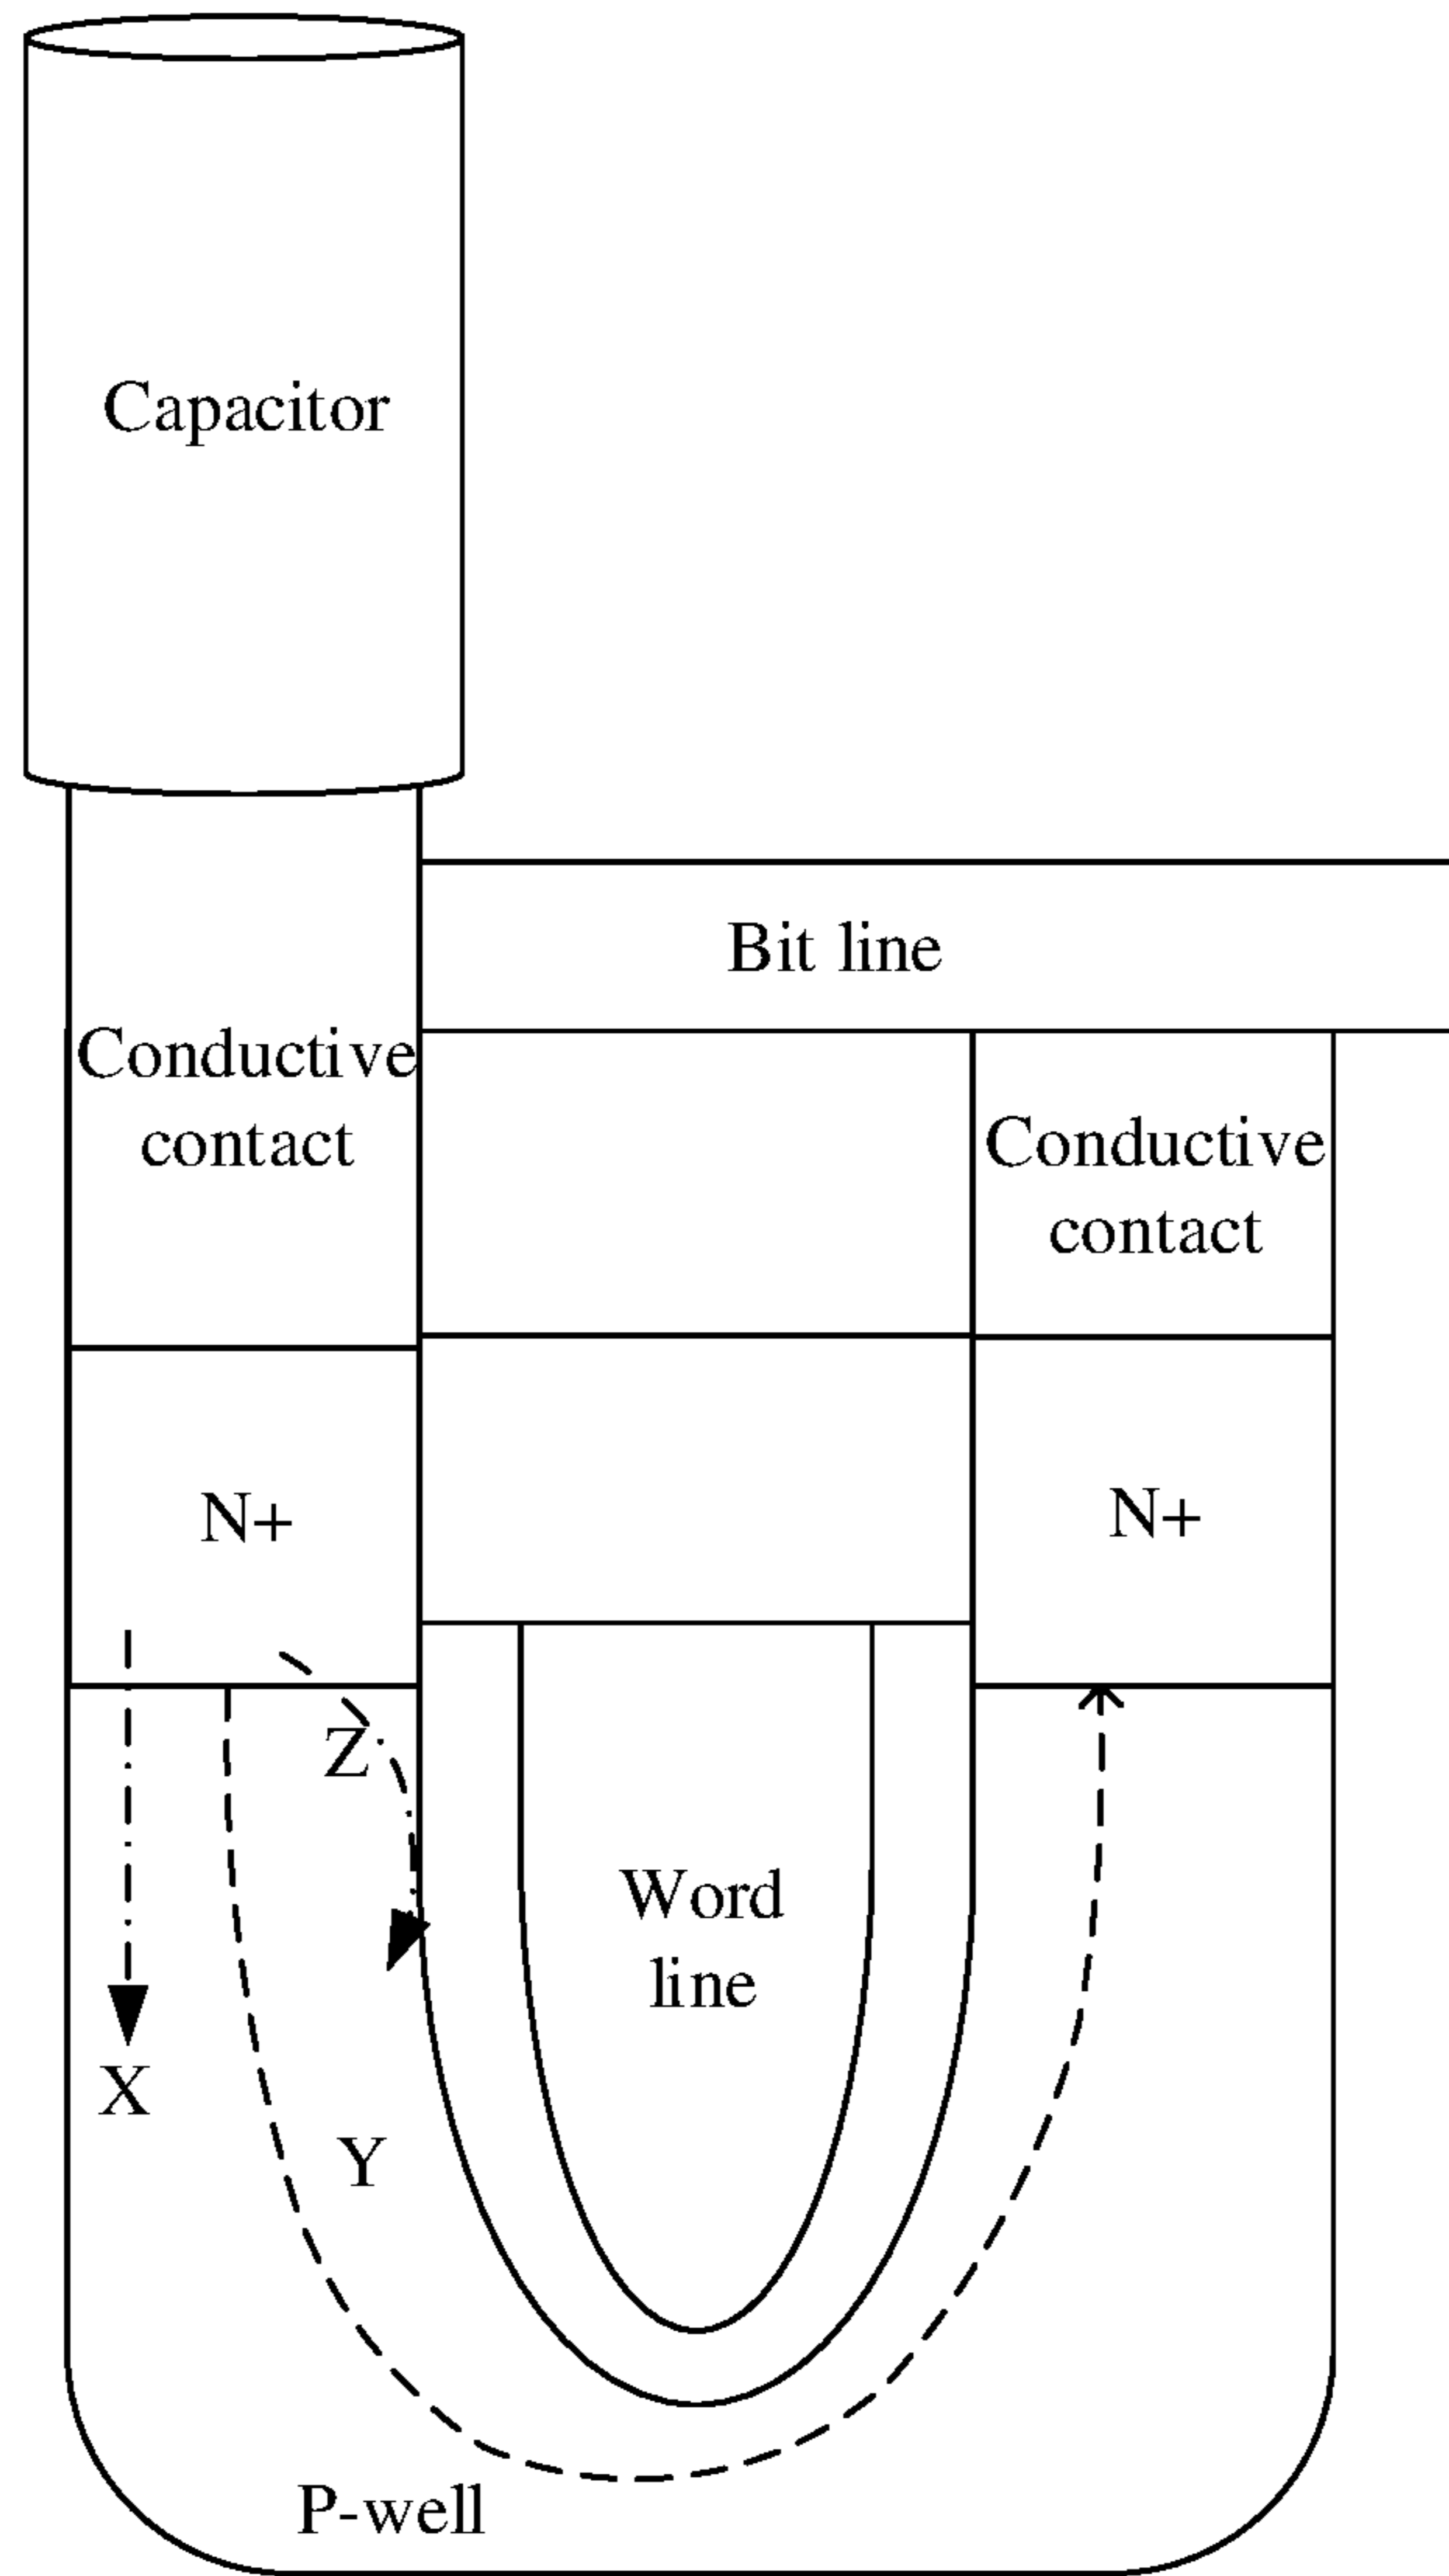 Capacitor
Bit line
Conductive
contact
Conductive
contact
N+
N+
Z
Word
line
X
Y
P-well